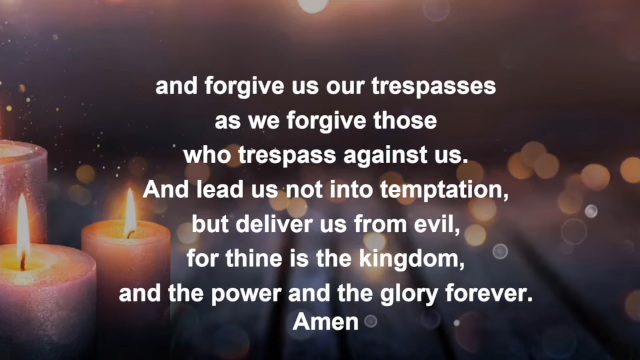 and forgive us our trespasses
as we forgive those
who trespass against us.
And lead us not into temptation,
but deliver us from evil,
for thine is the kingdom,
and the power and the glory forever.
Amen